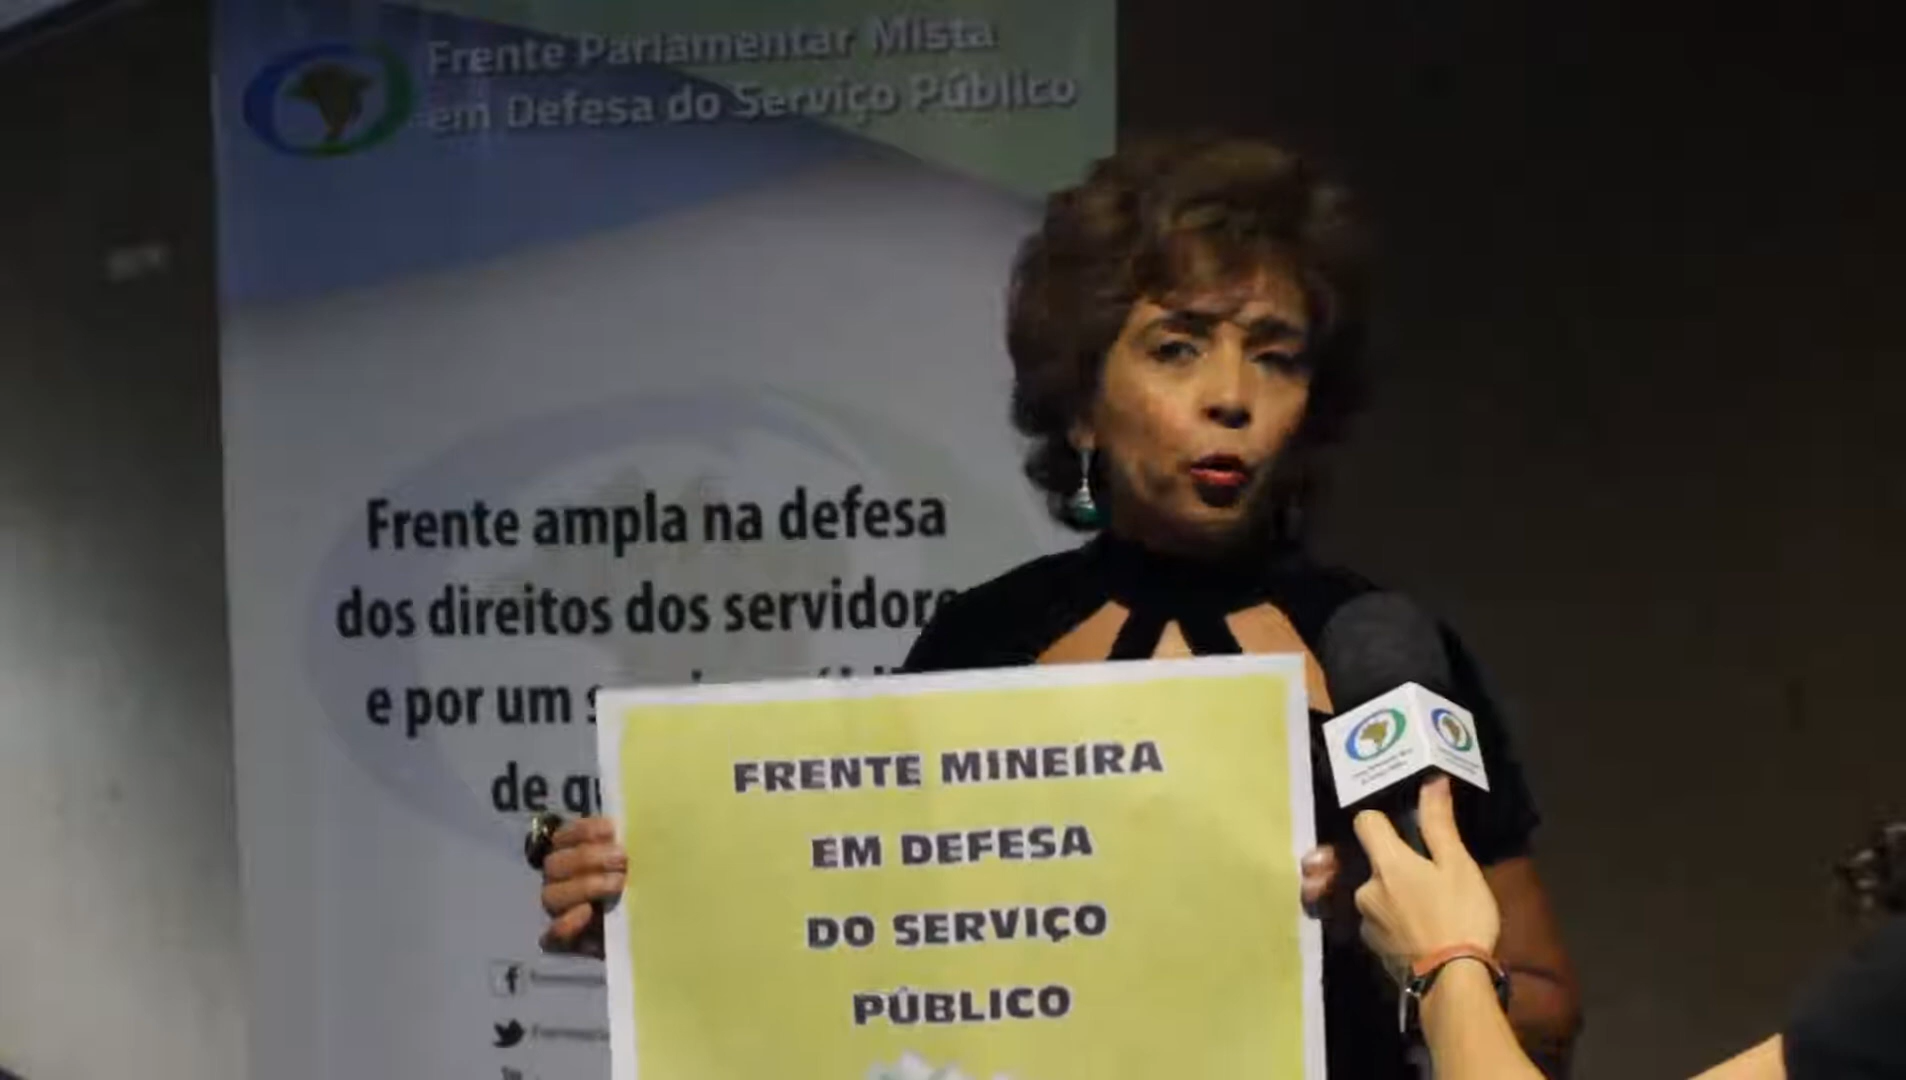 Frente Parlamentar Mista
em Defesa do Serviço Público
Frente ampla na defesa
dos direitos dos servidore
e por um
de qu
FRENTE MINEIRA
EM DEFESA
DO SERVIÇO
PÚBLICO